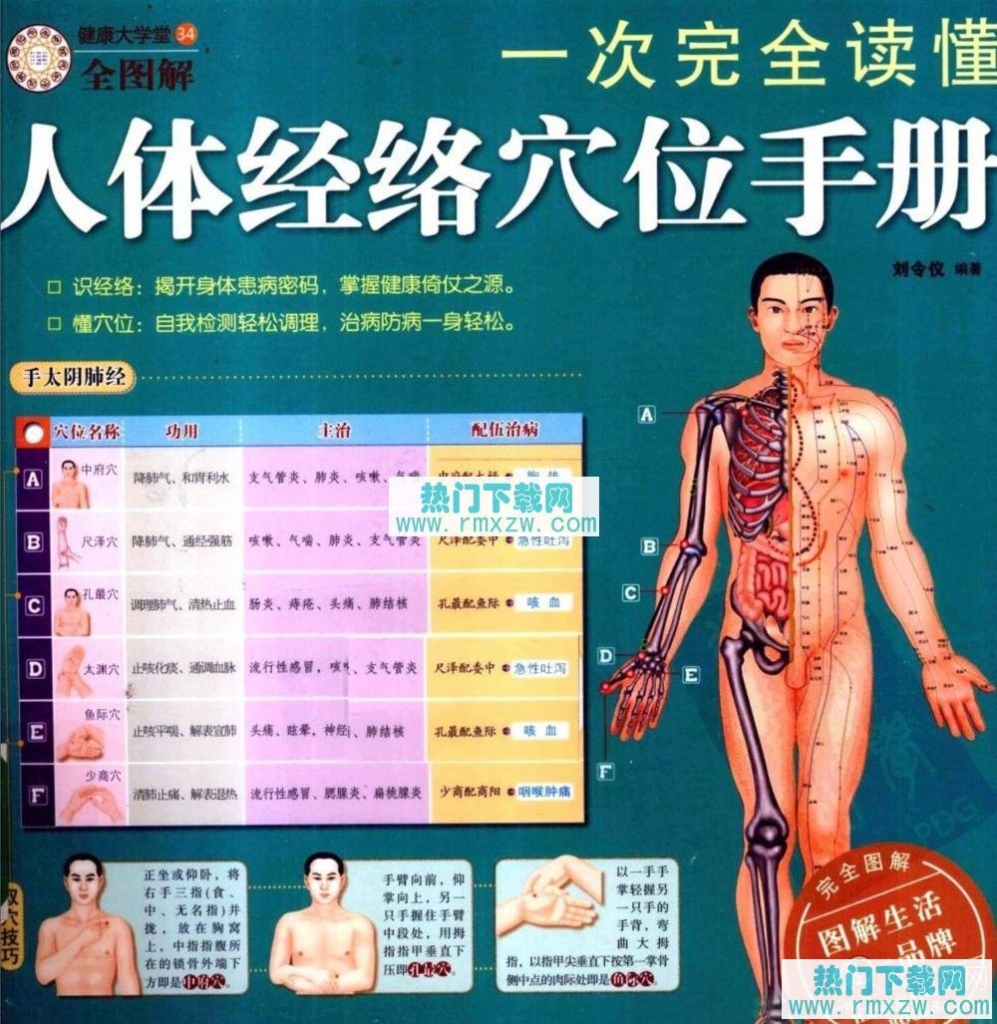 健康大学堂 34
全图解
一次完全读懂
人体经络穴位手册
刘令仪 编著
识经络：揭开身体患病密码，掌握健康倚仗之源。
懂穴位：自我检测轻松调理，治病防病一身轻松。
手太阴肺经
穴位名称 功用 主治 配伍治病
A 中府穴 降肺气、和胃利水 支气管炎、肺炎、咳嗽、
B 尺泽穴 降肺气、通经强筋 咳嗽、气喘、肺炎、支气管炎 尺泽配委中 急性吐泻
C 孔最穴 调理肺气、清热止血 肠炎、痔疮、头痛、肺结核 孔最配鱼际 咳血
D 太渊穴 止咳化痰、通调血脉 流行性感冒，咳嗽、支气管炎 尺泽配委中 急性吐泻
E 鱼际穴 止咳平喘、解表宣肺 头痛、眩晕，神经、肺结核 孔最配鱼际 咳血
F 少商穴 清肺止痛、解表退热 流行性感冒、腮腺炎、扁桃腺炎 少商配商阳 咽喉肿痛
热门下载网
www.rmxzw.com
A
B
C
D
E
F
取穴技巧
正坐或仰卧，将
右手三指(食、
中、无名指)并
拢，放在胸窝
上，中指指腹所
在的锁骨外端下
方即是中府穴。
手臂向前，仰
掌向上，另一
只手握住手臂
中段处，用拇
指指甲垂直下
压即孔最穴。
以一手手
掌轻握另
一只手的
手背，弯
曲大拇
指，以指甲尖垂直下按第一掌骨
侧中点的肉际处即是鱼际穴。
PDG
完全图解
图解生活
品牌
热门下载网
www.rmxzw.com